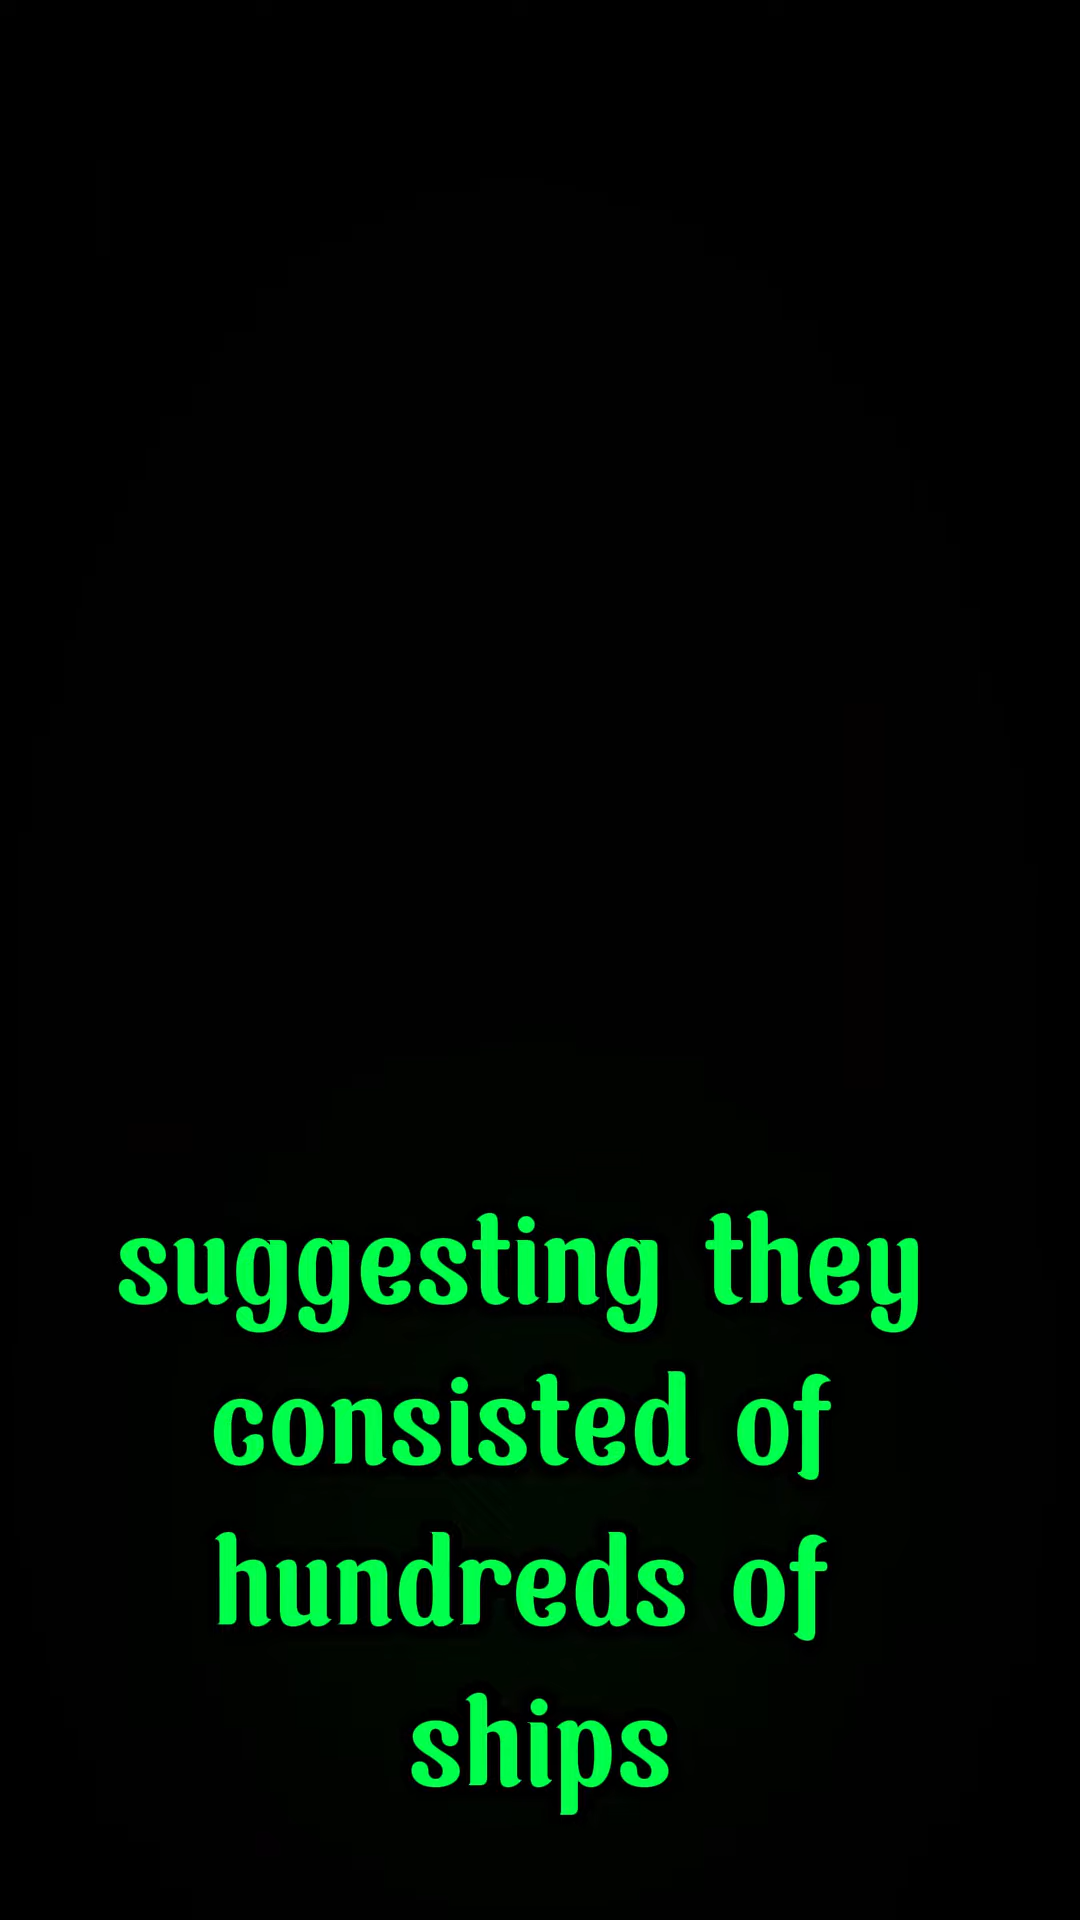 suggesting they
consisted of
hundreds of
ships